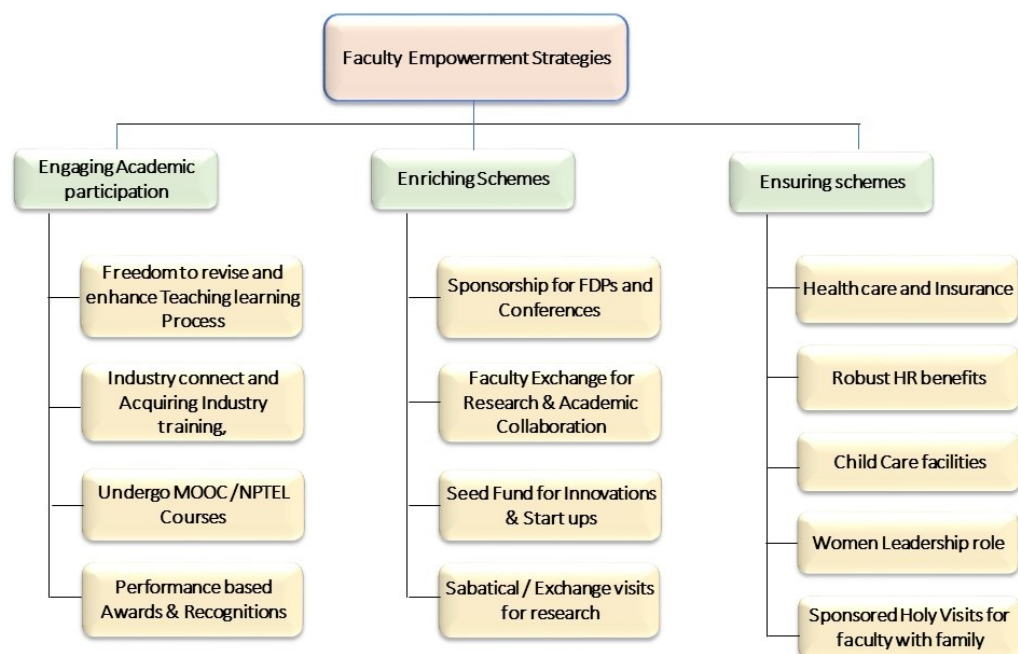 Faculty Empowerment Strategies
Engaging Academic
participation
Freedom to revise and
enhance Teaching learning
Process
Industry connect and
Acquiring Industry
training,
Undergo MOOC/NPTEL
Courses
Performance based
Awards & Recognitions
Enriching Schemes
Sponsorship for FDPs and
Conferences
Faculty Exchange for
Research & Academic
Collaboration
Seed Fund for Innovations
& Start ups
Sabatical / Exchange visits
for research
Ensuring schemes
Health care and Insurance
Robust HR benefits
Child Care facilities
Women Leadership role
Sponsored Holy Visits for
faculty with family